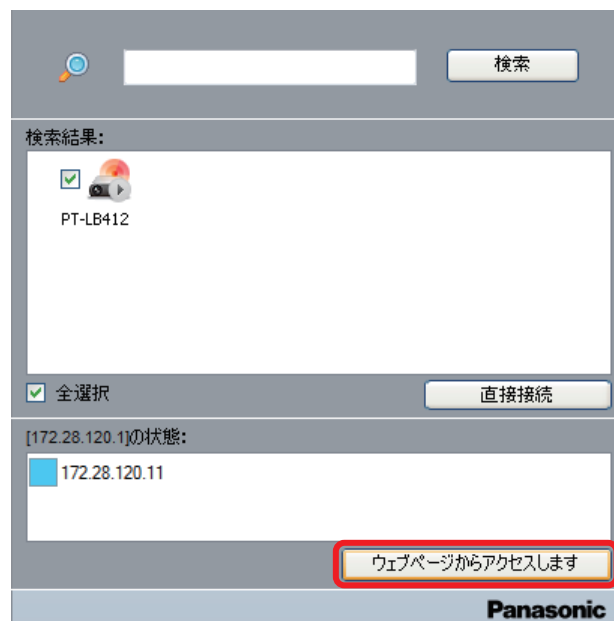 検索
検索結果:
PT-LB412
全選択
直接接続
[172.28.120.1]の状態:
172.28.120.11
ウェブページからアクセスします
Panasonic